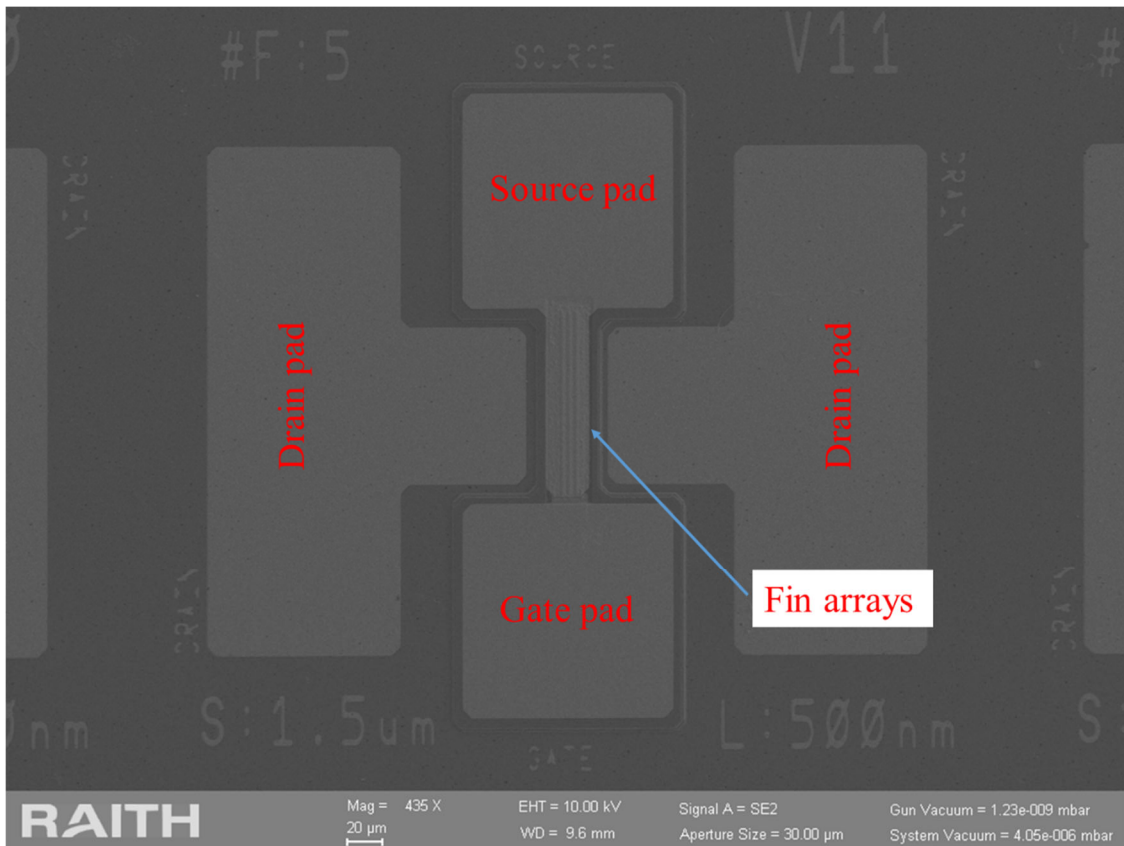 #F:5
SOURCE
V11
#
Source pad
Drain pad
Drain pad
Fin arrays
Gate pad
nm
S:1.5um
L:500nm
S:
GATE
RAITH
Mag = 435 X
20 µm
EHT = 10.00 kV
WD = 9.6 mm
Signal A = SE2
Aperture Size = 30.00 µm
Gun Vacuum = 1.23e-009 mbar
System Vacuum = 4.05e-006 mbar